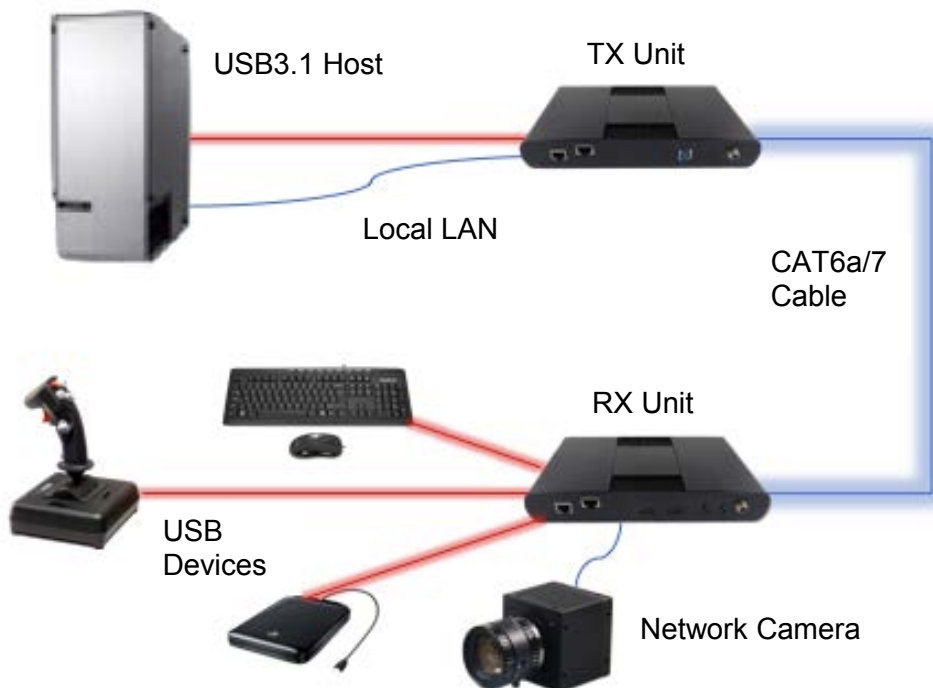 USB3.1 Host
TX Unit
Local LAN
CAT6a/7
Cable
RX Unit
USB
Devices
Network Camera